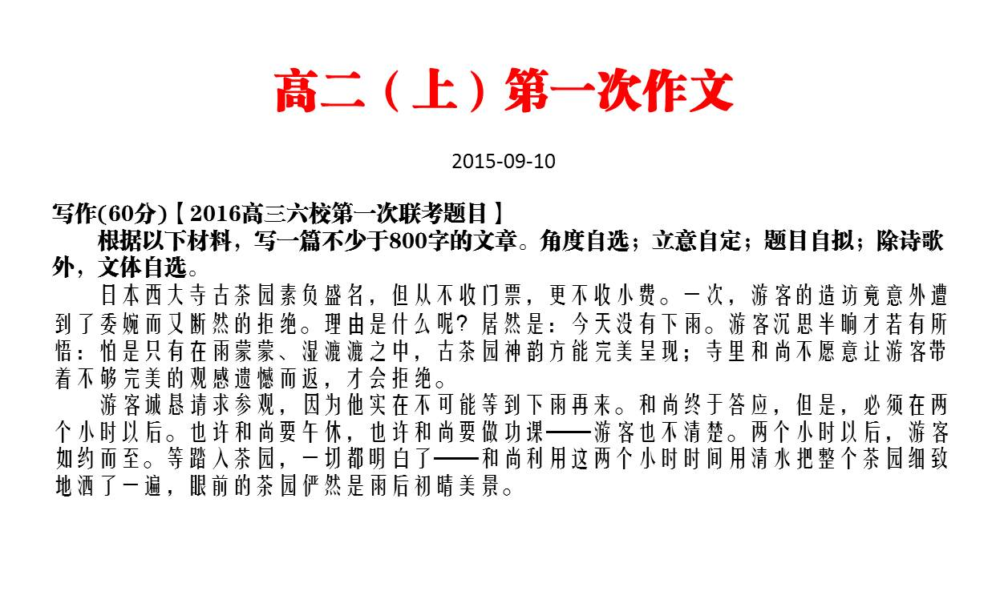 高二（上）第一次作文
2015-09-10
写作(60分)【2016高三六校第一次联考题目】
根据以下材料，写一篇不少于800字的文章。角度自选；立意自定；题目自拟；除诗歌
外，文体自选。
日本西大寺古茶园素负盛名，但从不收门票，更不收小费。一次，游客的造访竟意外遭
到了委婉而又断然的拒绝。理由是什么呢？居然是：今天没有下雨。游客沉思半晌才若有所
悟：怕是只有在雨蒙蒙、湿漉漉之中，古茶园神韵方能完美呈现；寺里和尚不愿意让游客带
着不够完美的观感遗憾而返，才会拒绝。
游客诚恳请求参观，因为他实在不可能等到下雨再来。和尚终于答应，但是，必须在两
个小时以后。也许和尚要午休，也许和尚要做功课——游客也不清楚。两个小时以后，游客
如约而至。等踏入茶园，一切都明白了——和尚利用这两个小时时间用清水把整个茶园细致
地洒了一遍，眼前的茶园俨然是雨后初晴美景。